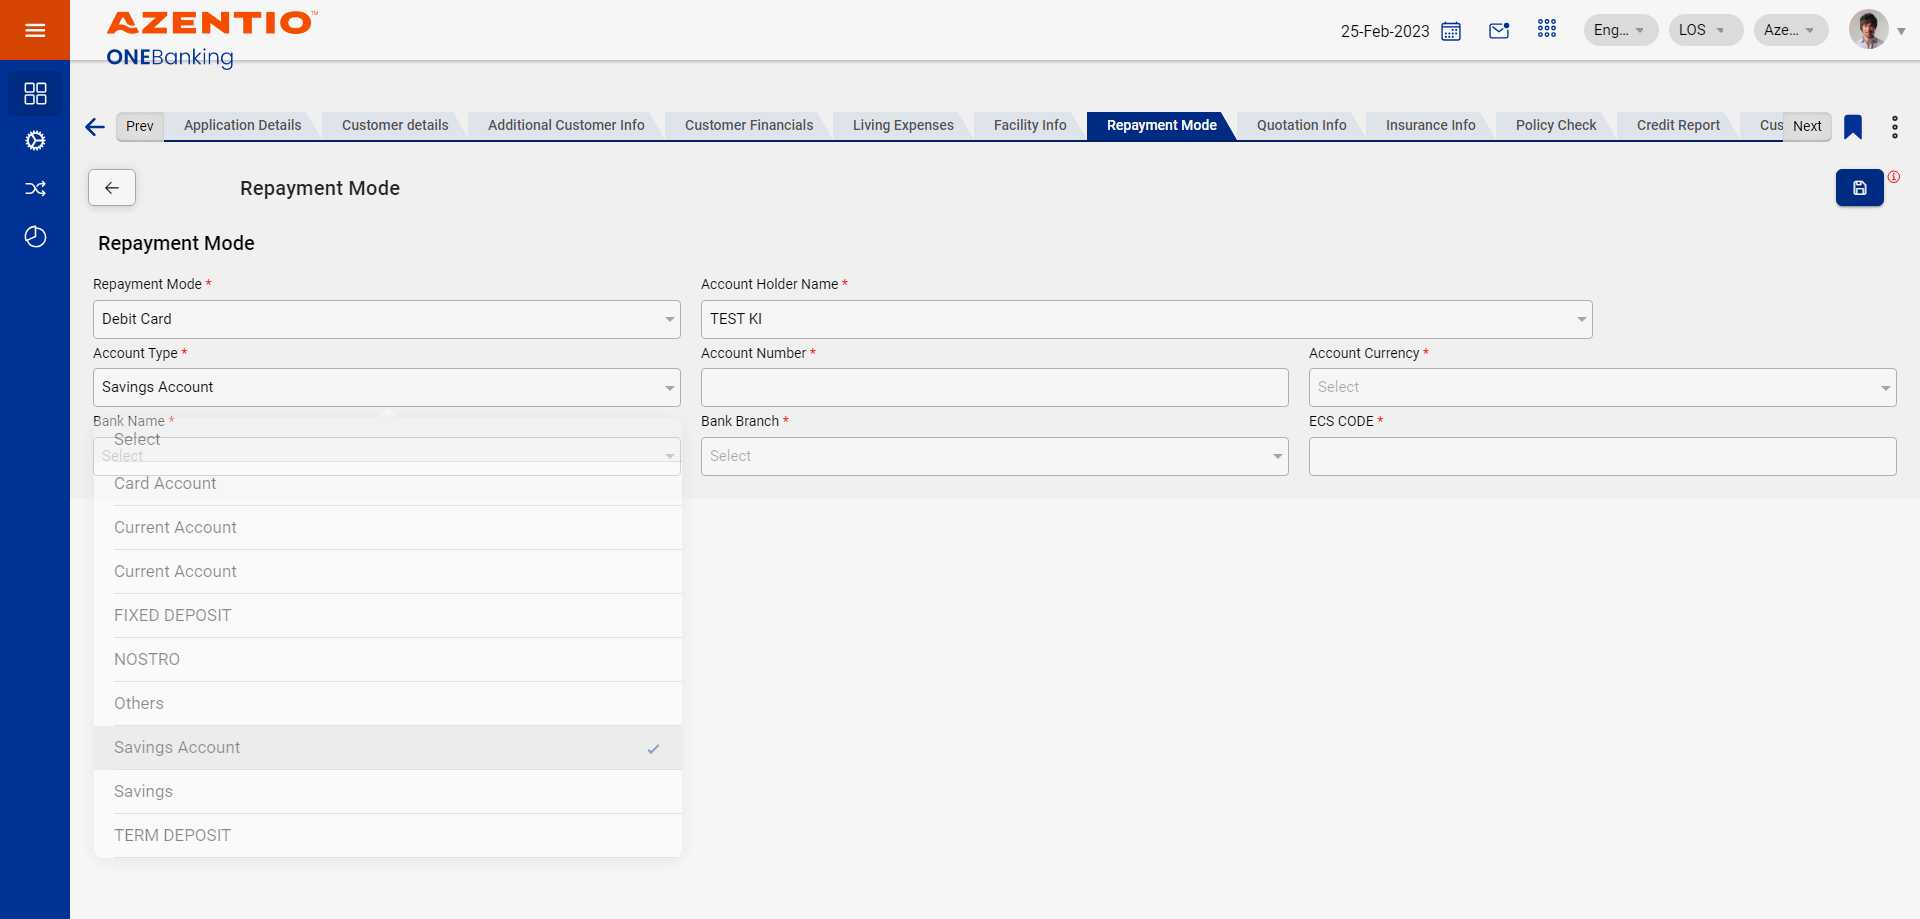 AZENTIO™
ONEBanking
25-Feb-2023
Eng...
LOS
Aze...
Prev
Application Details
Customer details
Additional Customer Info
Customer Financials
Living Expenses
Facility Info
Repayment Mode
Quotation Info
Insurance Info
Policy Check
Credit Report
Cus
Next
Repayment Mode
Repayment Mode
Repayment Mode *
Account Holder Name *
Debit Card
TEST KI
Account Type *
Account Number *
Account Currency *
Savings Account
Select
Bank Name *
Bank Branch *
ECS CODE *
Select
Select
Select
Card Account
Current Account
Current Account
FIXED DEPOSIT
NOSTRO
Others
Savings Account
Savings
TERM DEPOSIT